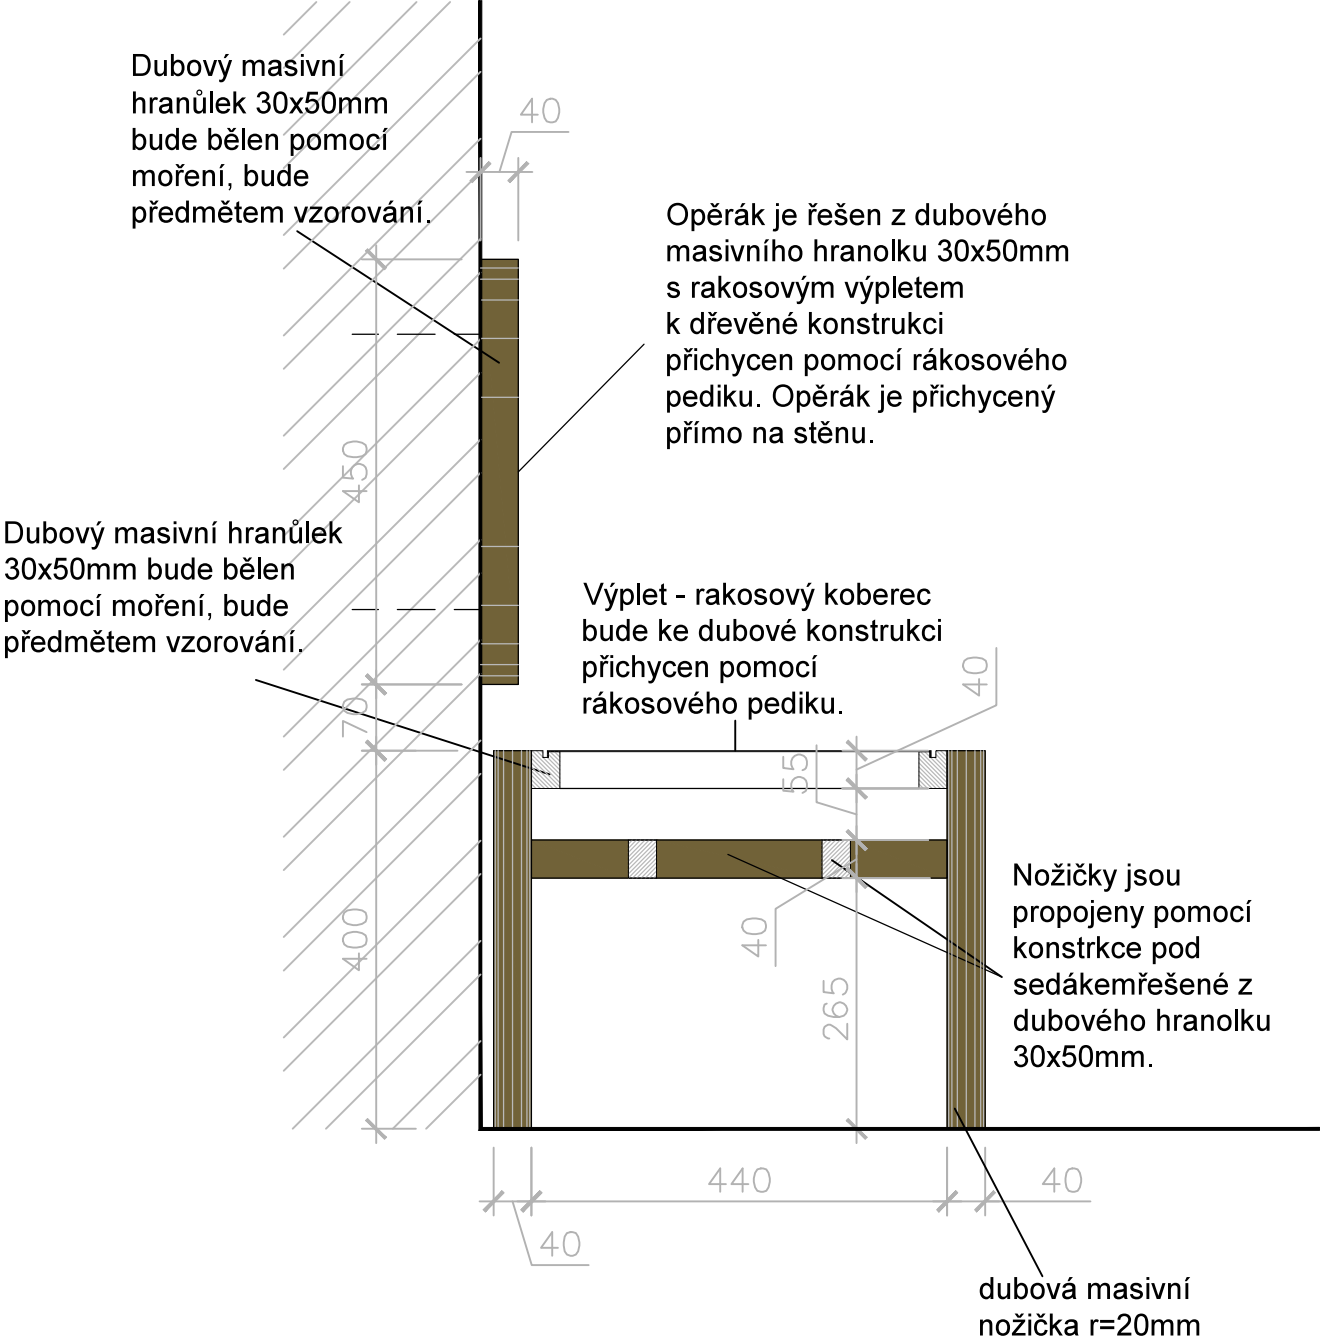 Dubový masivní
hranůlek 30x50mm
bude bělen pomocí
moření, bude
předmětem vzorování.
40
Opěrák je řešen z dubového
masivního hranolku 30x50mm
s rakosovým výpletem
k dřevěné konstrukci
přichycen pomocí rákosového
pediku. Opěrák je přichycený
přímo na stěnu.
450
Dubový masivní hranůlek
30x50mm bude bělen
pomocí moření, bude
předmětem vzorování.
Výplet - rakosový koberec
bude ke dubové konstrukci
přichycen pomocí
rákosového pediku.
40
70
55
Nožičky jsou
propojeny pomocí
konstrkce pod
sedákemřešené z
dubového hranolku
30x50mm.
400
40
265
440
40
40
dubová masivní
nožička r=20mm